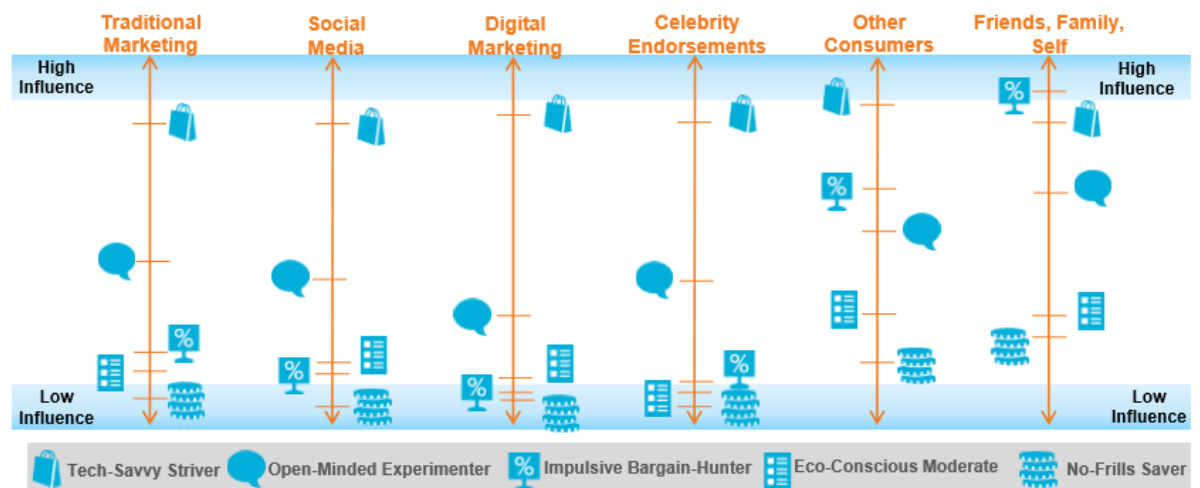 Traditional
Marketing
Social
Media
Digital
Marketing
Celebrity
Endorsements
Other
Consumers
Friends, Family,
Self
High
Influence
High
Influence
%
%
%
%
%
%
Low
Influence
Low
Influence
Tech-Savvy Striver
Open-Minded Experimenter
%
Impulsive Bargain-Hunter
Eco-Conscious Moderate
No-Frills Saver